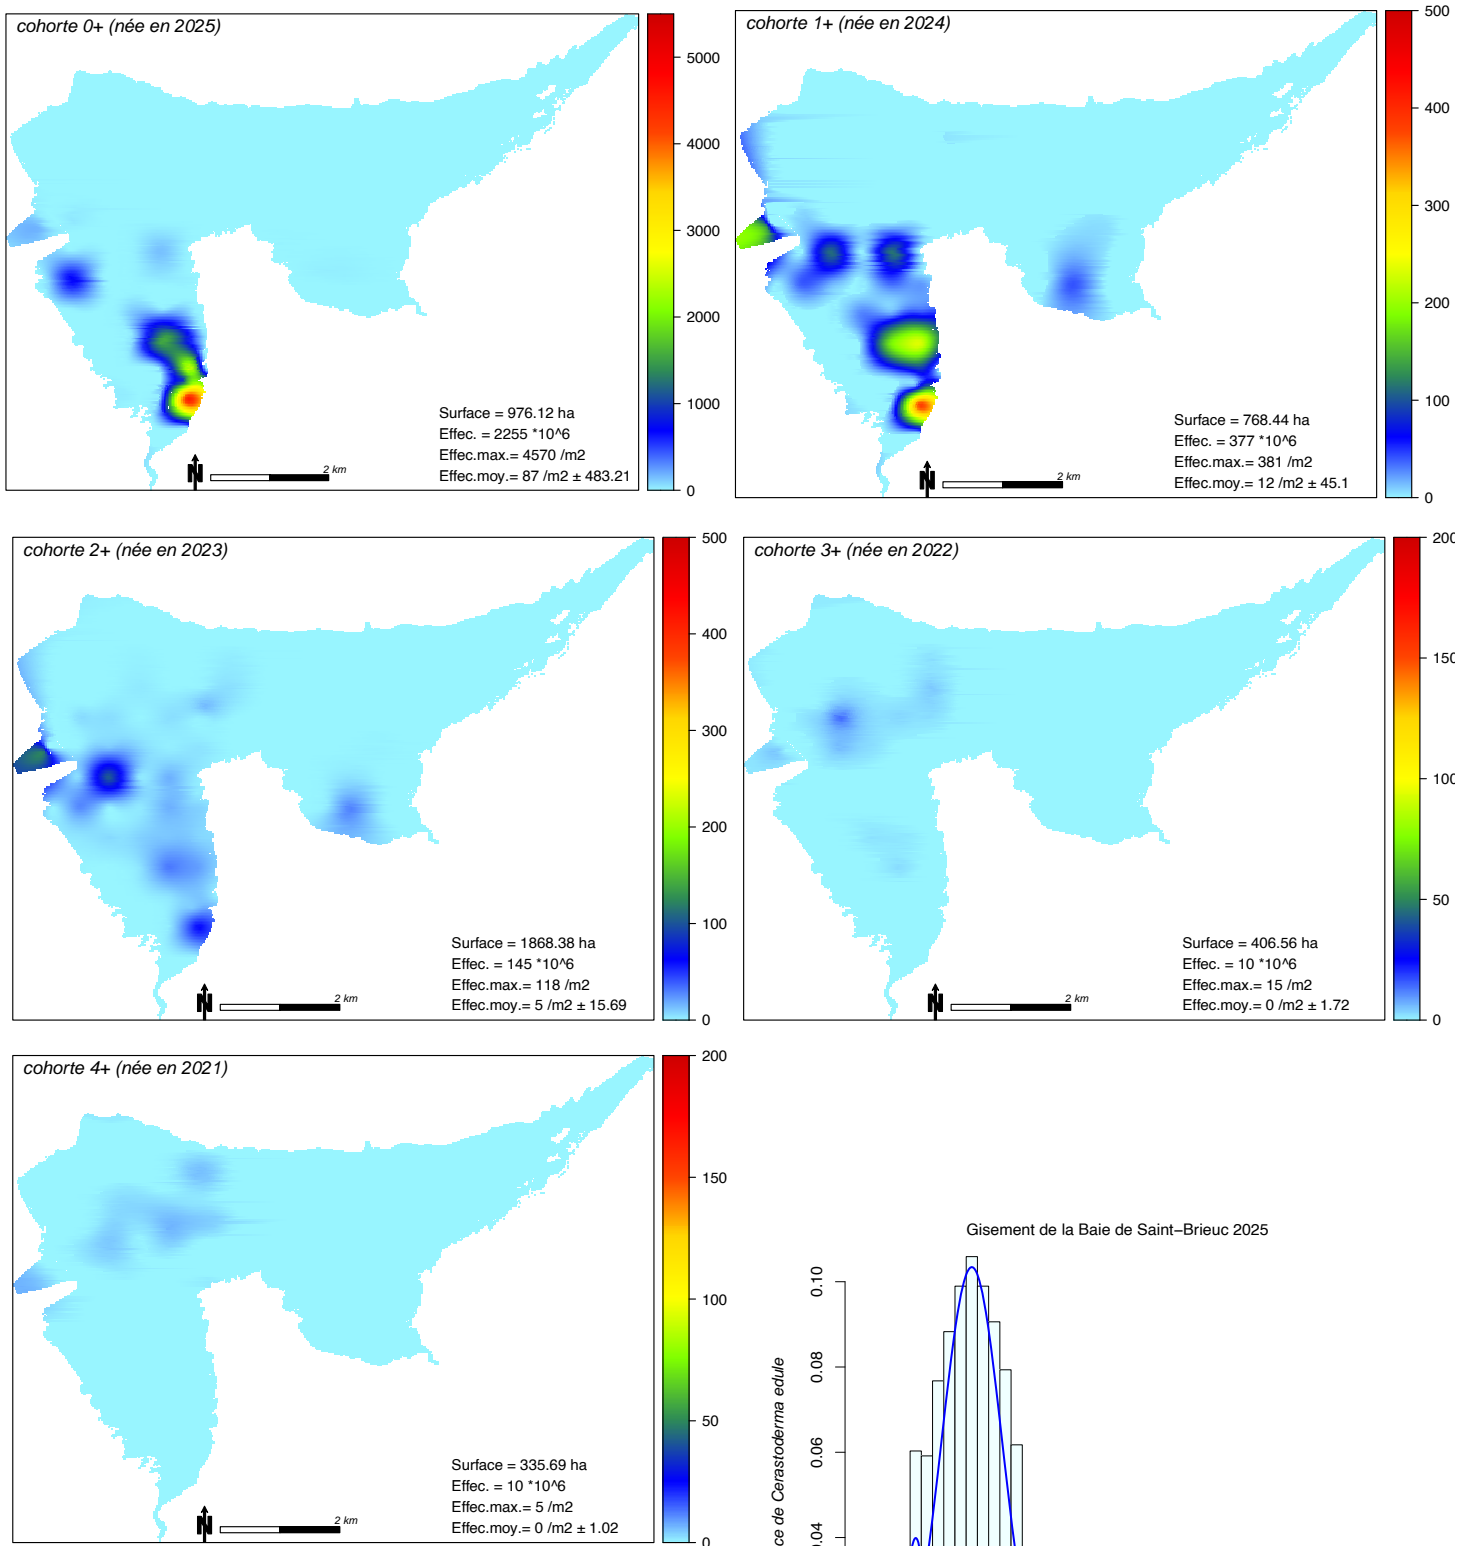 cohorte 0+ (née en 2025)
5000
4000
3000
2000
1000
0
Surface = 976.12 ha
Effec. = 2255 *10^6
Effec.max.= 4570 /m2
Effec.moy.= 87 /m2 ± 483.21
N
2 km
cohorte 1+ (née en 2024)
500
400
300
200
100
0
Surface = 768.44 ha
Effec. = 377 *10^6
Effec.max.= 381 /m2
Effec.moy.= 12 /m2 ± 45.1
N
2 km
cohorte 2+ (née en 2023)
500
400
300
200
100
0
Surface = 1868.38 ha
Effec. = 145 *10^6
Effec.max.= 118 /m2
Effec.moy.= 5 /m2 ± 15.69
N
2 km
cohorte 3+ (née en 2022)
200
150
100
50
0
Surface = 406.56 ha
Effec. = 10 *10^6
Effec.max.= 15 /m2
Effec.moy.= 0 /m2 ± 1.72
N
2 km
cohorte 4+ (née en 2021)
200
150
100
50
0
Surface = 335.69 ha
Effec. = 10 *10^6
Effec.max.= 5 /m2
Effec.moy.= 0 /m2 ± 1.02
N
2 km
Gisement de la Baie de Saint−Brieuc 2025
0.10
0.08
0.06
.04
ce de Cerastoderma edule